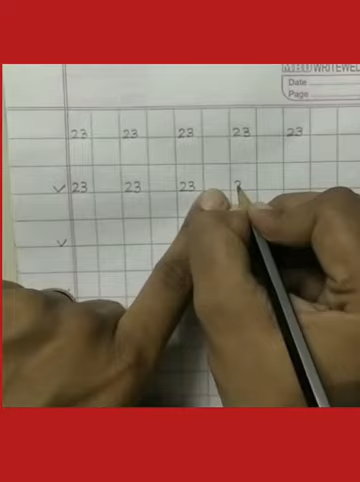 WRITEWEL
Date
Page
23 23 23 23 23
✓ 23 23 23 2
✓